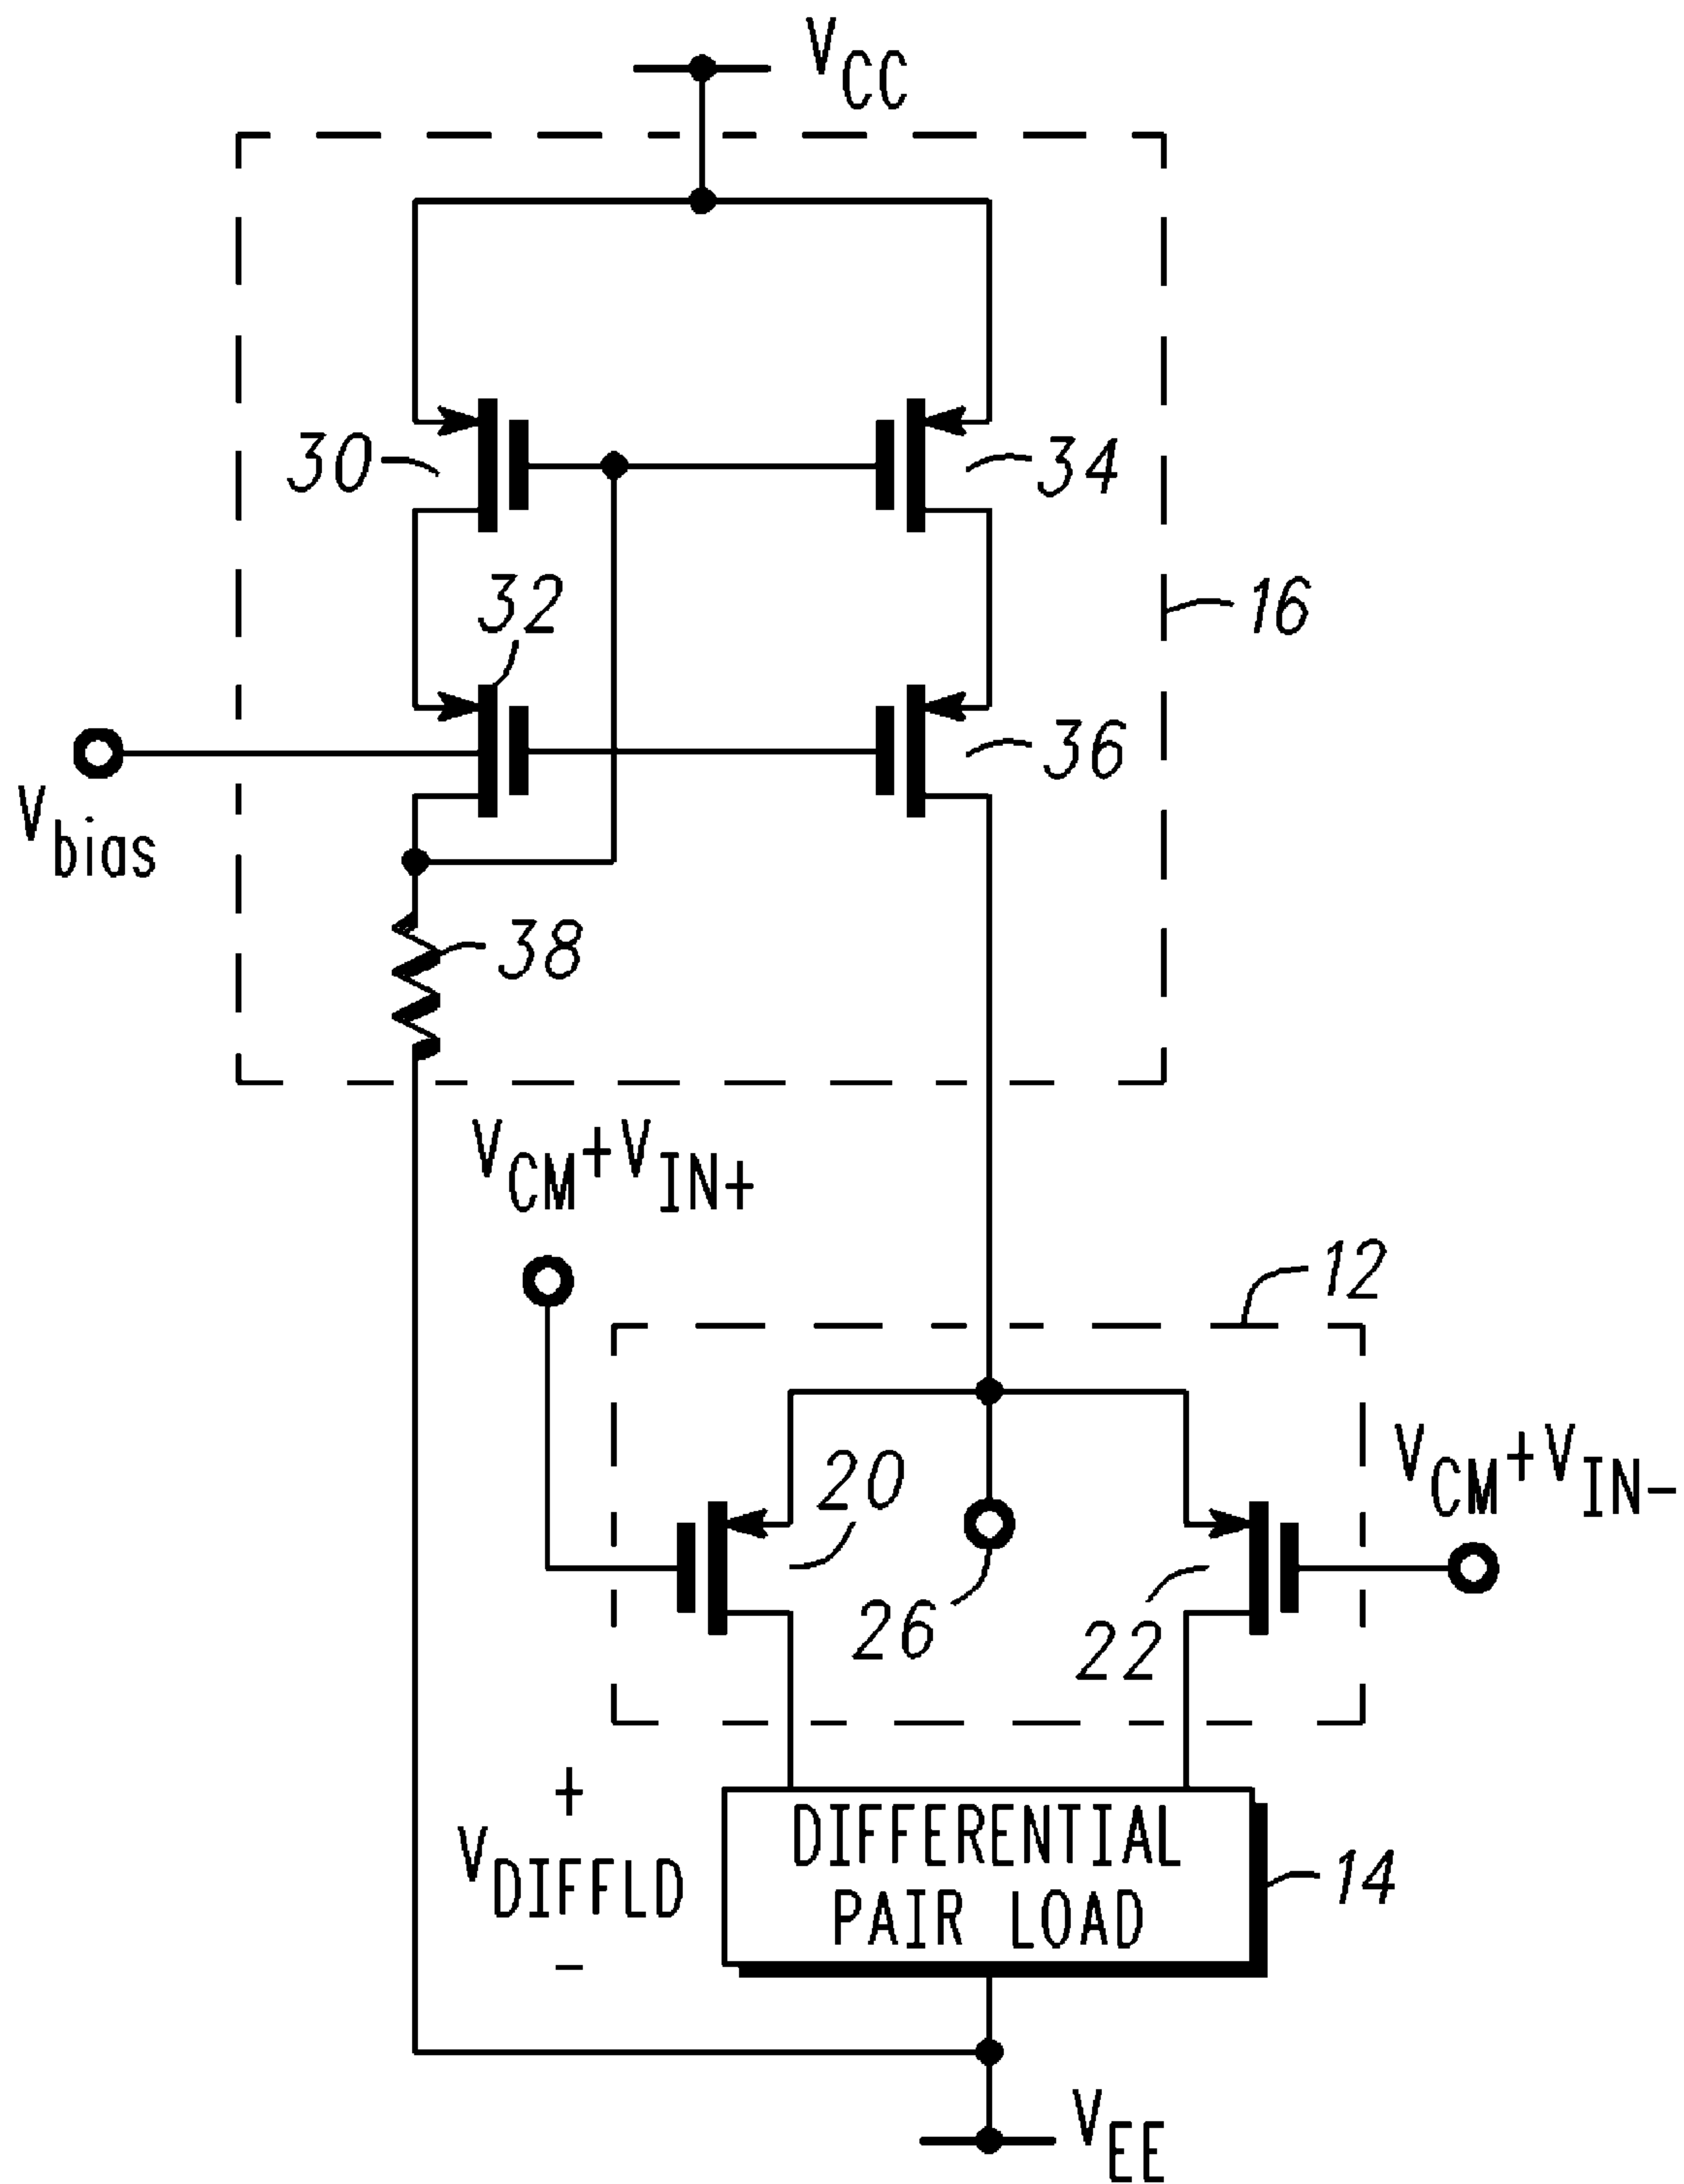 VCC
30
34
32
16
36
Vbias
38
VCM+VIN+
12
20
VCM+VIN-
26
22
+
VDIFFLD
-
DIFFERENTIAL
PAIR LOAD
14
VEE